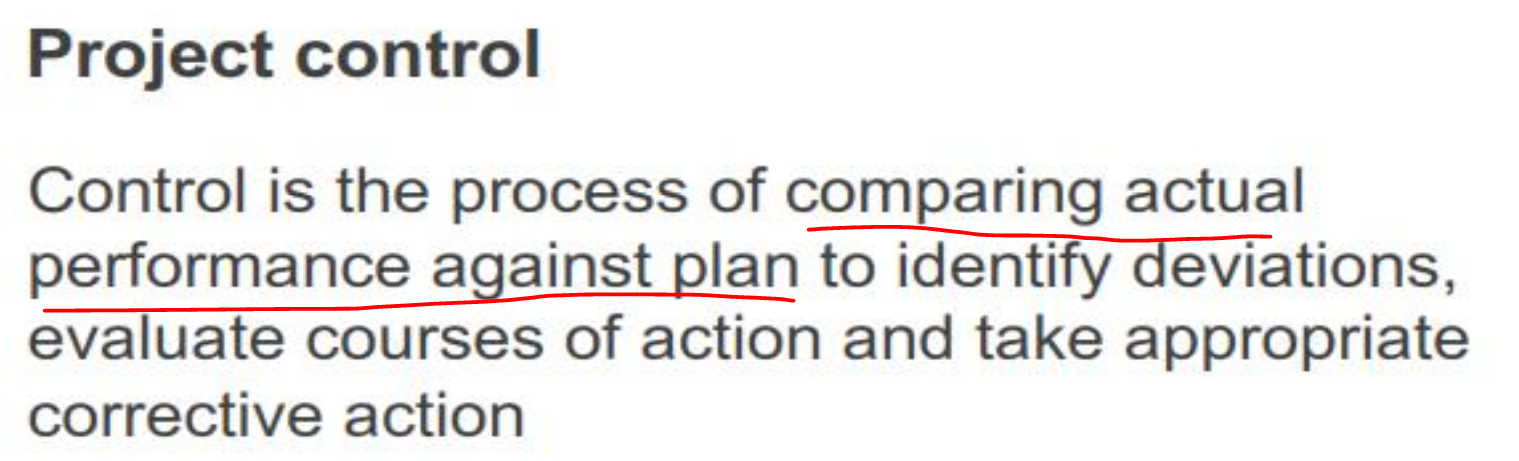 Project control
Control is the process of comparing actual
performance against plan to identify deviations,
evaluate courses of action and take appropriate
corrective action